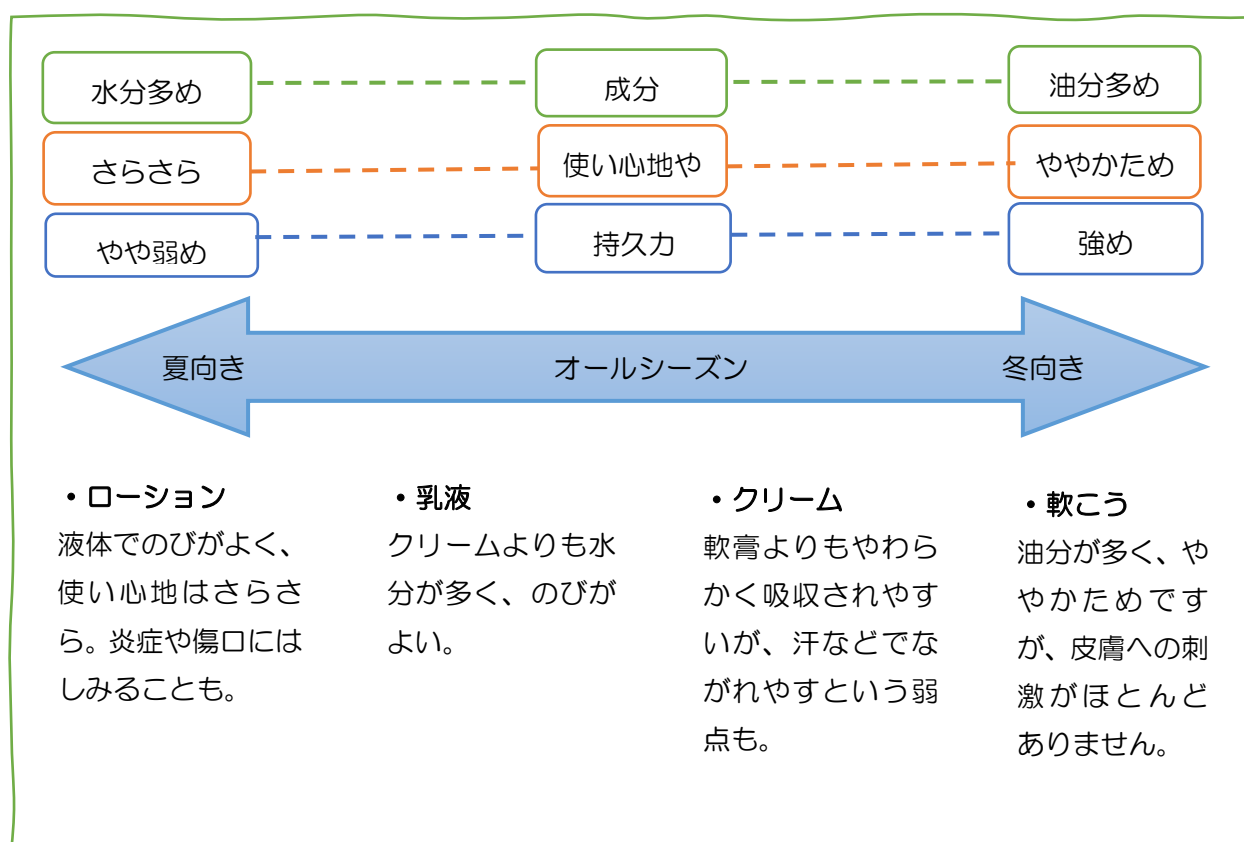 水分多め
成分
油分多め
さらさら
使い心地や
ややかため
やや弱め
持久力
強め
夏向き
オールシーズン
冬向き
・ローション
液体でのびがよく、
使い心地はさらさ
ら。炎症や傷口には
しみることも。
・乳液
クリームよりも水
分が多く、のびが
よい。
・クリーム
軟膏よりもやわら
かく吸収されやす
いが、汗などでな
がれやすという弱
点も。
・軟こう
油分が多く、や
やかためです
が、皮膚への刺
激がほとんど
ありません。